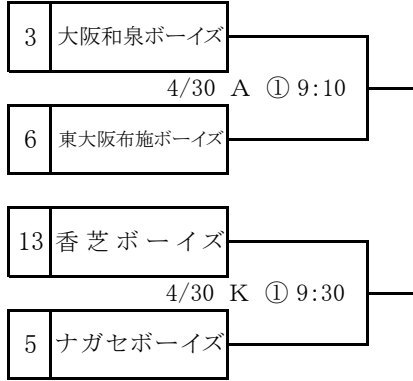 3 大阪和泉ボーイズ
4/30 A ① 9:10
6 東大阪布施ボーイズ
13 香芝ボーイズ
4/30 K ① 9:30
5 ナガセボーイズ